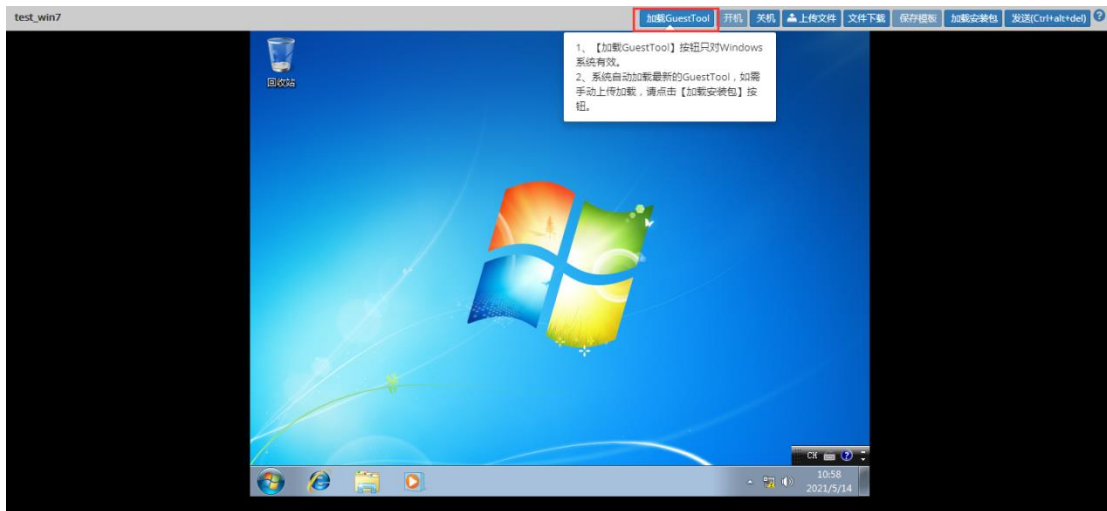 test_win7
加载GuestTool 开机 关机 上传文件 文件下载 保存模板 加载安装包 发送(Ctrl+alt+del) ?
1、【加载GuestTool】按钮只对Windows
系统有效。
2、系统自动加载最新的GuestTool，如需
手动上传加载，请点击【加载安装包】按
钮。
回收站
CH ?
10:58
2021/5/14